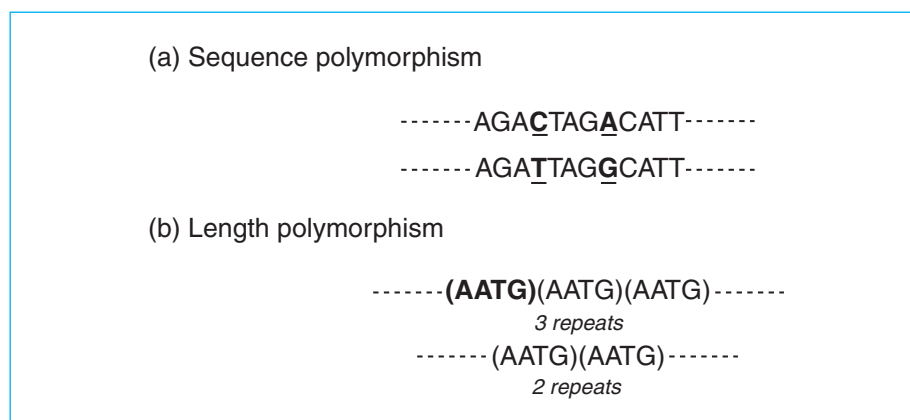 (a) Sequence polymorphism
-------AGACTAGACATT-------
-------AGATTAGGCATT-------
(b) Length polymorphism
-------(AATG)(AATG)(AATG)-------
3 repeats
-------(AATG)(AATG)-------
2 repeats